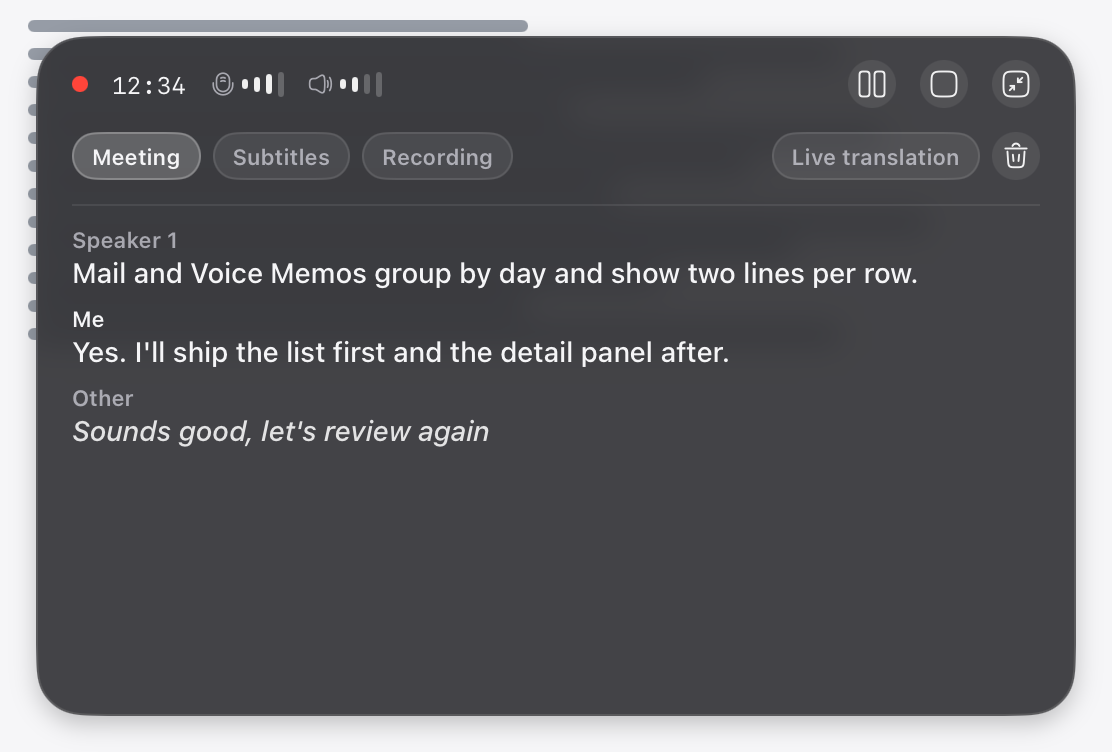 12:34
Meeting Subtitles Recording Live translation
Speaker 1
Mail and Voice Memos group by day and show two lines per row.
Me
Yes. I'll ship the list first and the detail panel after.
Other
Sounds good, let's review again